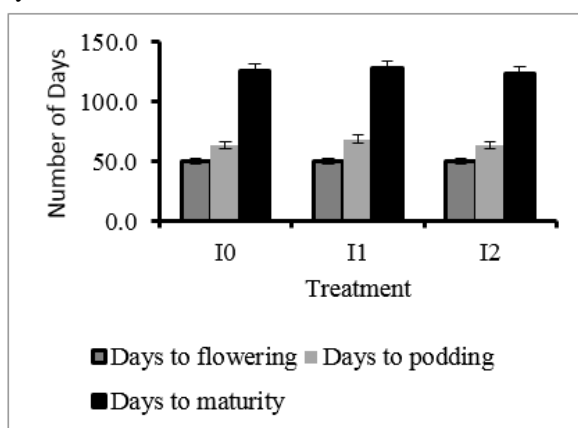 150.0
100.0
50.0
0.0
Number of Days
I0 I1 I2
Treatment
Days to flowering Days to podding
Days to maturity